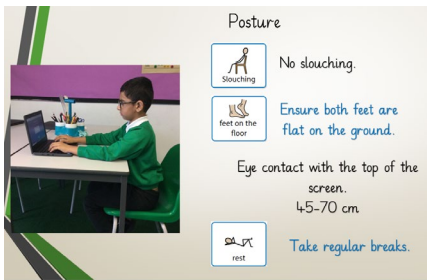 Posture
Slouching
No slouching.
feet on the
floor
Ensure both feet are
flat on the ground.
Eye contact with the top of the
screen.
45-70 cm
rest
Take regular breaks.